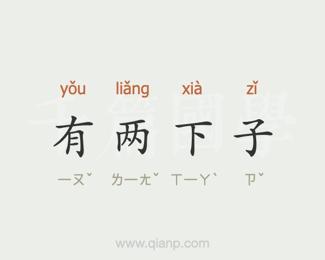 yǒu liǎng xià zǐ
有 两 下 子
ㄧㄡˇ ㄌㄧㄤˇ ㄒㄧㄚˋ ㄗˇ
www.qianp.com